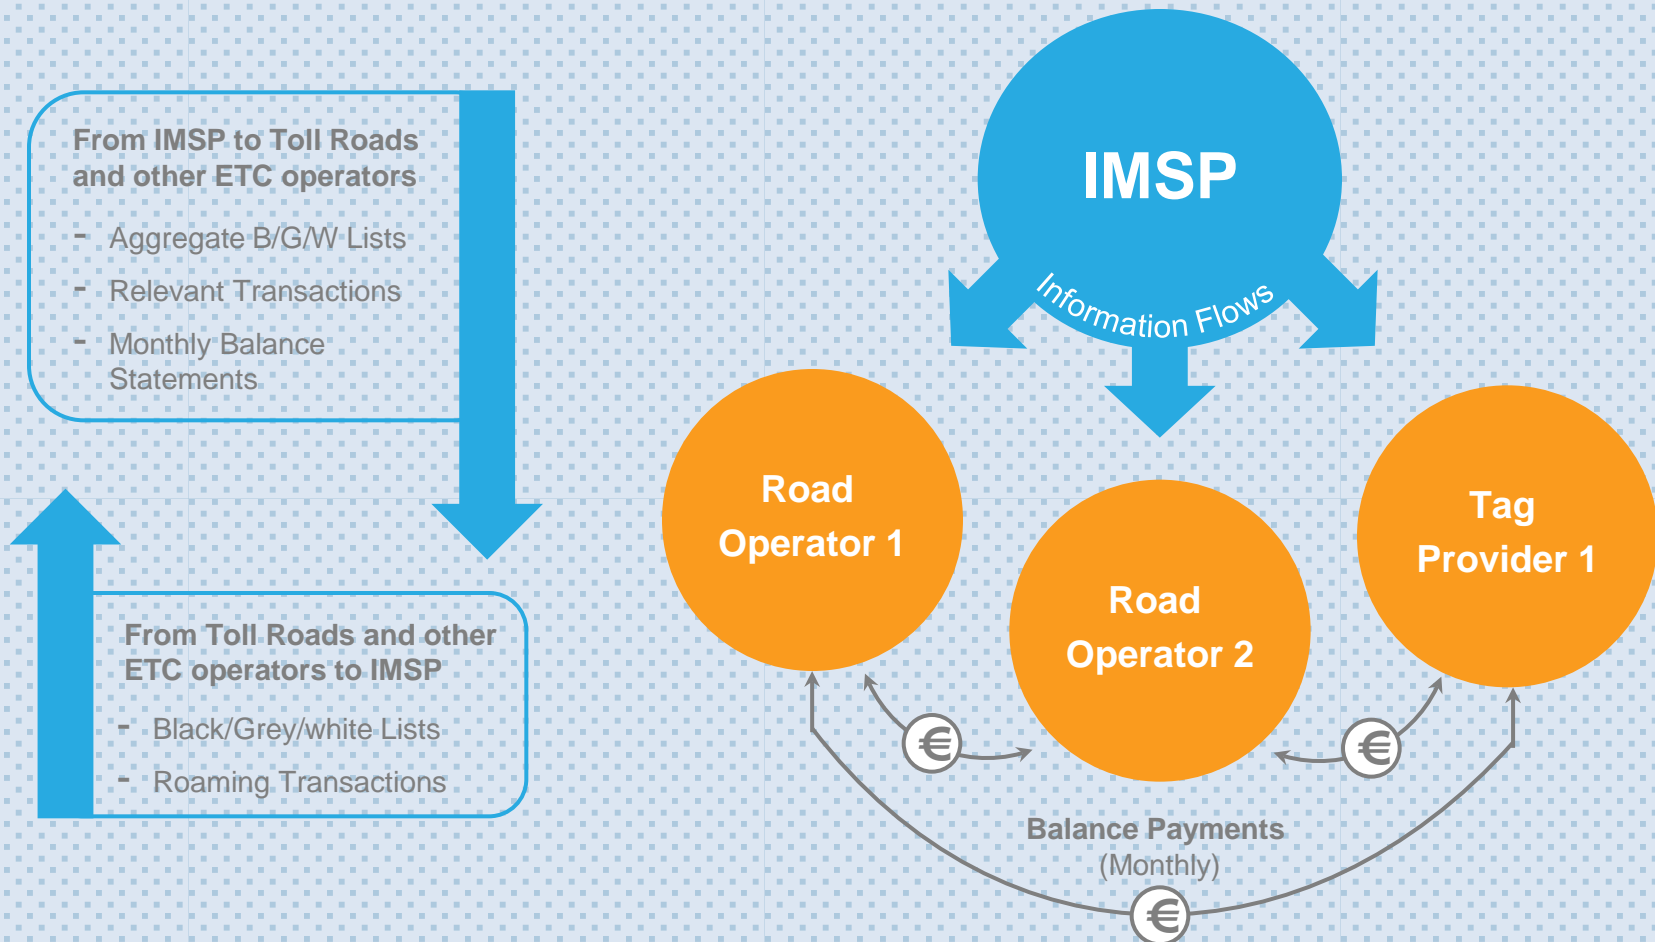 From IMSP to Toll Roads
and other ETC operators
- Aggregate B/G/W Lists
- Relevant Transactions
- Monthly Balance
Statements
From Toll Roads and other
ETC operators to IMSP
- Black/Grey/white Lists
- Roaming Transactions
IMSP
Information Flows
Road
Operator 1
Road
Operator 2
Tag
Provider 1
€
€
Balance Payments
(Monthly)
€